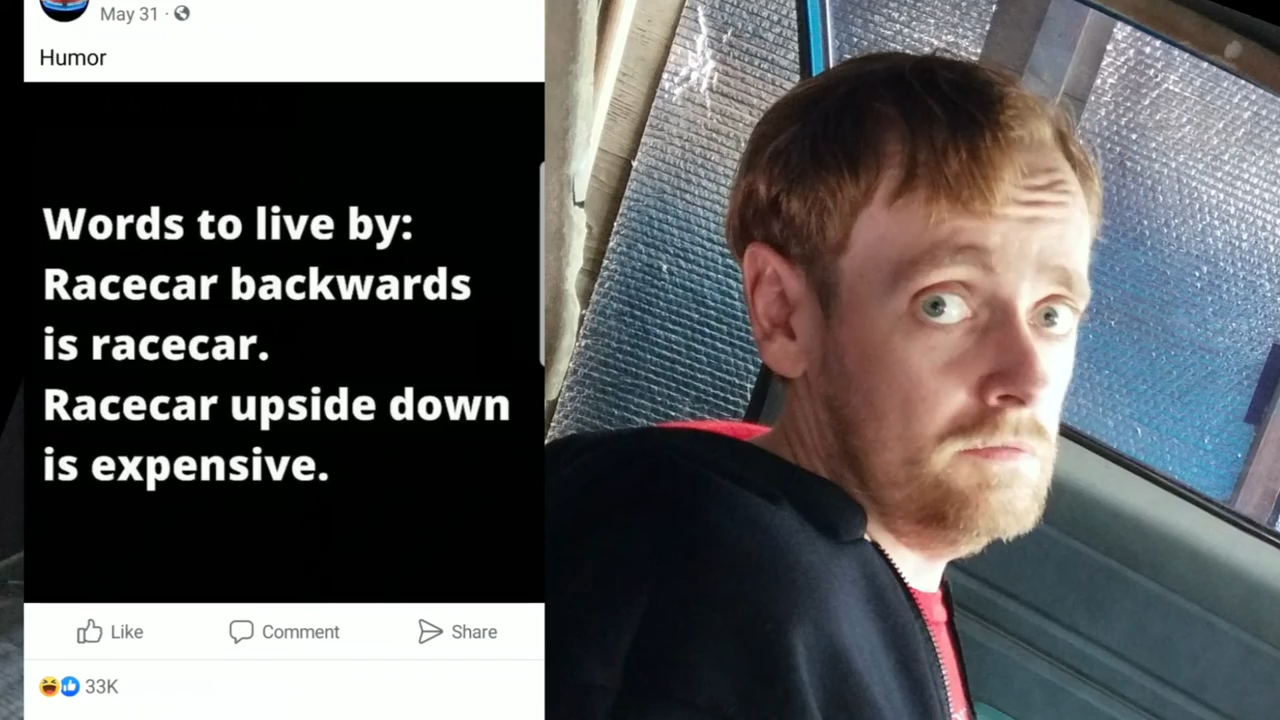 May 31 ·
Humor
Words to live by:
Racecar backwards
is racecar.
Racecar upside down
is expensive.
Like Comment Share
33K